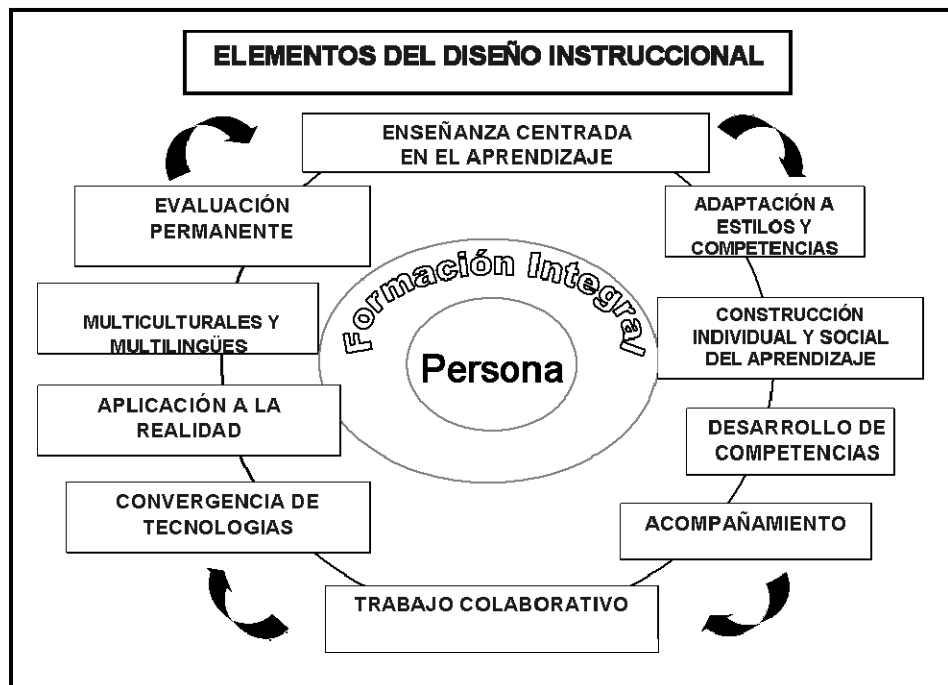 ELEMENTOS DEL DISEÑO INSTRUCCIONAL
ENSEÑANZA CENTRADA
EN EL APRENDIZAJE
ADAPTACIÓN A
ESTILOS Y
COMPETENCIAS
CONSTRUCCIÓN
INDIVIDUAL Y SOCIAL
DEL APRENDIZAJE
DESARROLLO DE
COMPETENCIAS
ACOMPAÑAMIENTO
TRABAJO COLABORATIVO
CONVERGENCIA DE
TECNOLOGIAS
APLICACIÓN A LA
REALIDAD
MULTICULTURALES Y
MULTILINGÜES
EVALUACIÓN
PERMANENTE
Formación Integral
Persona